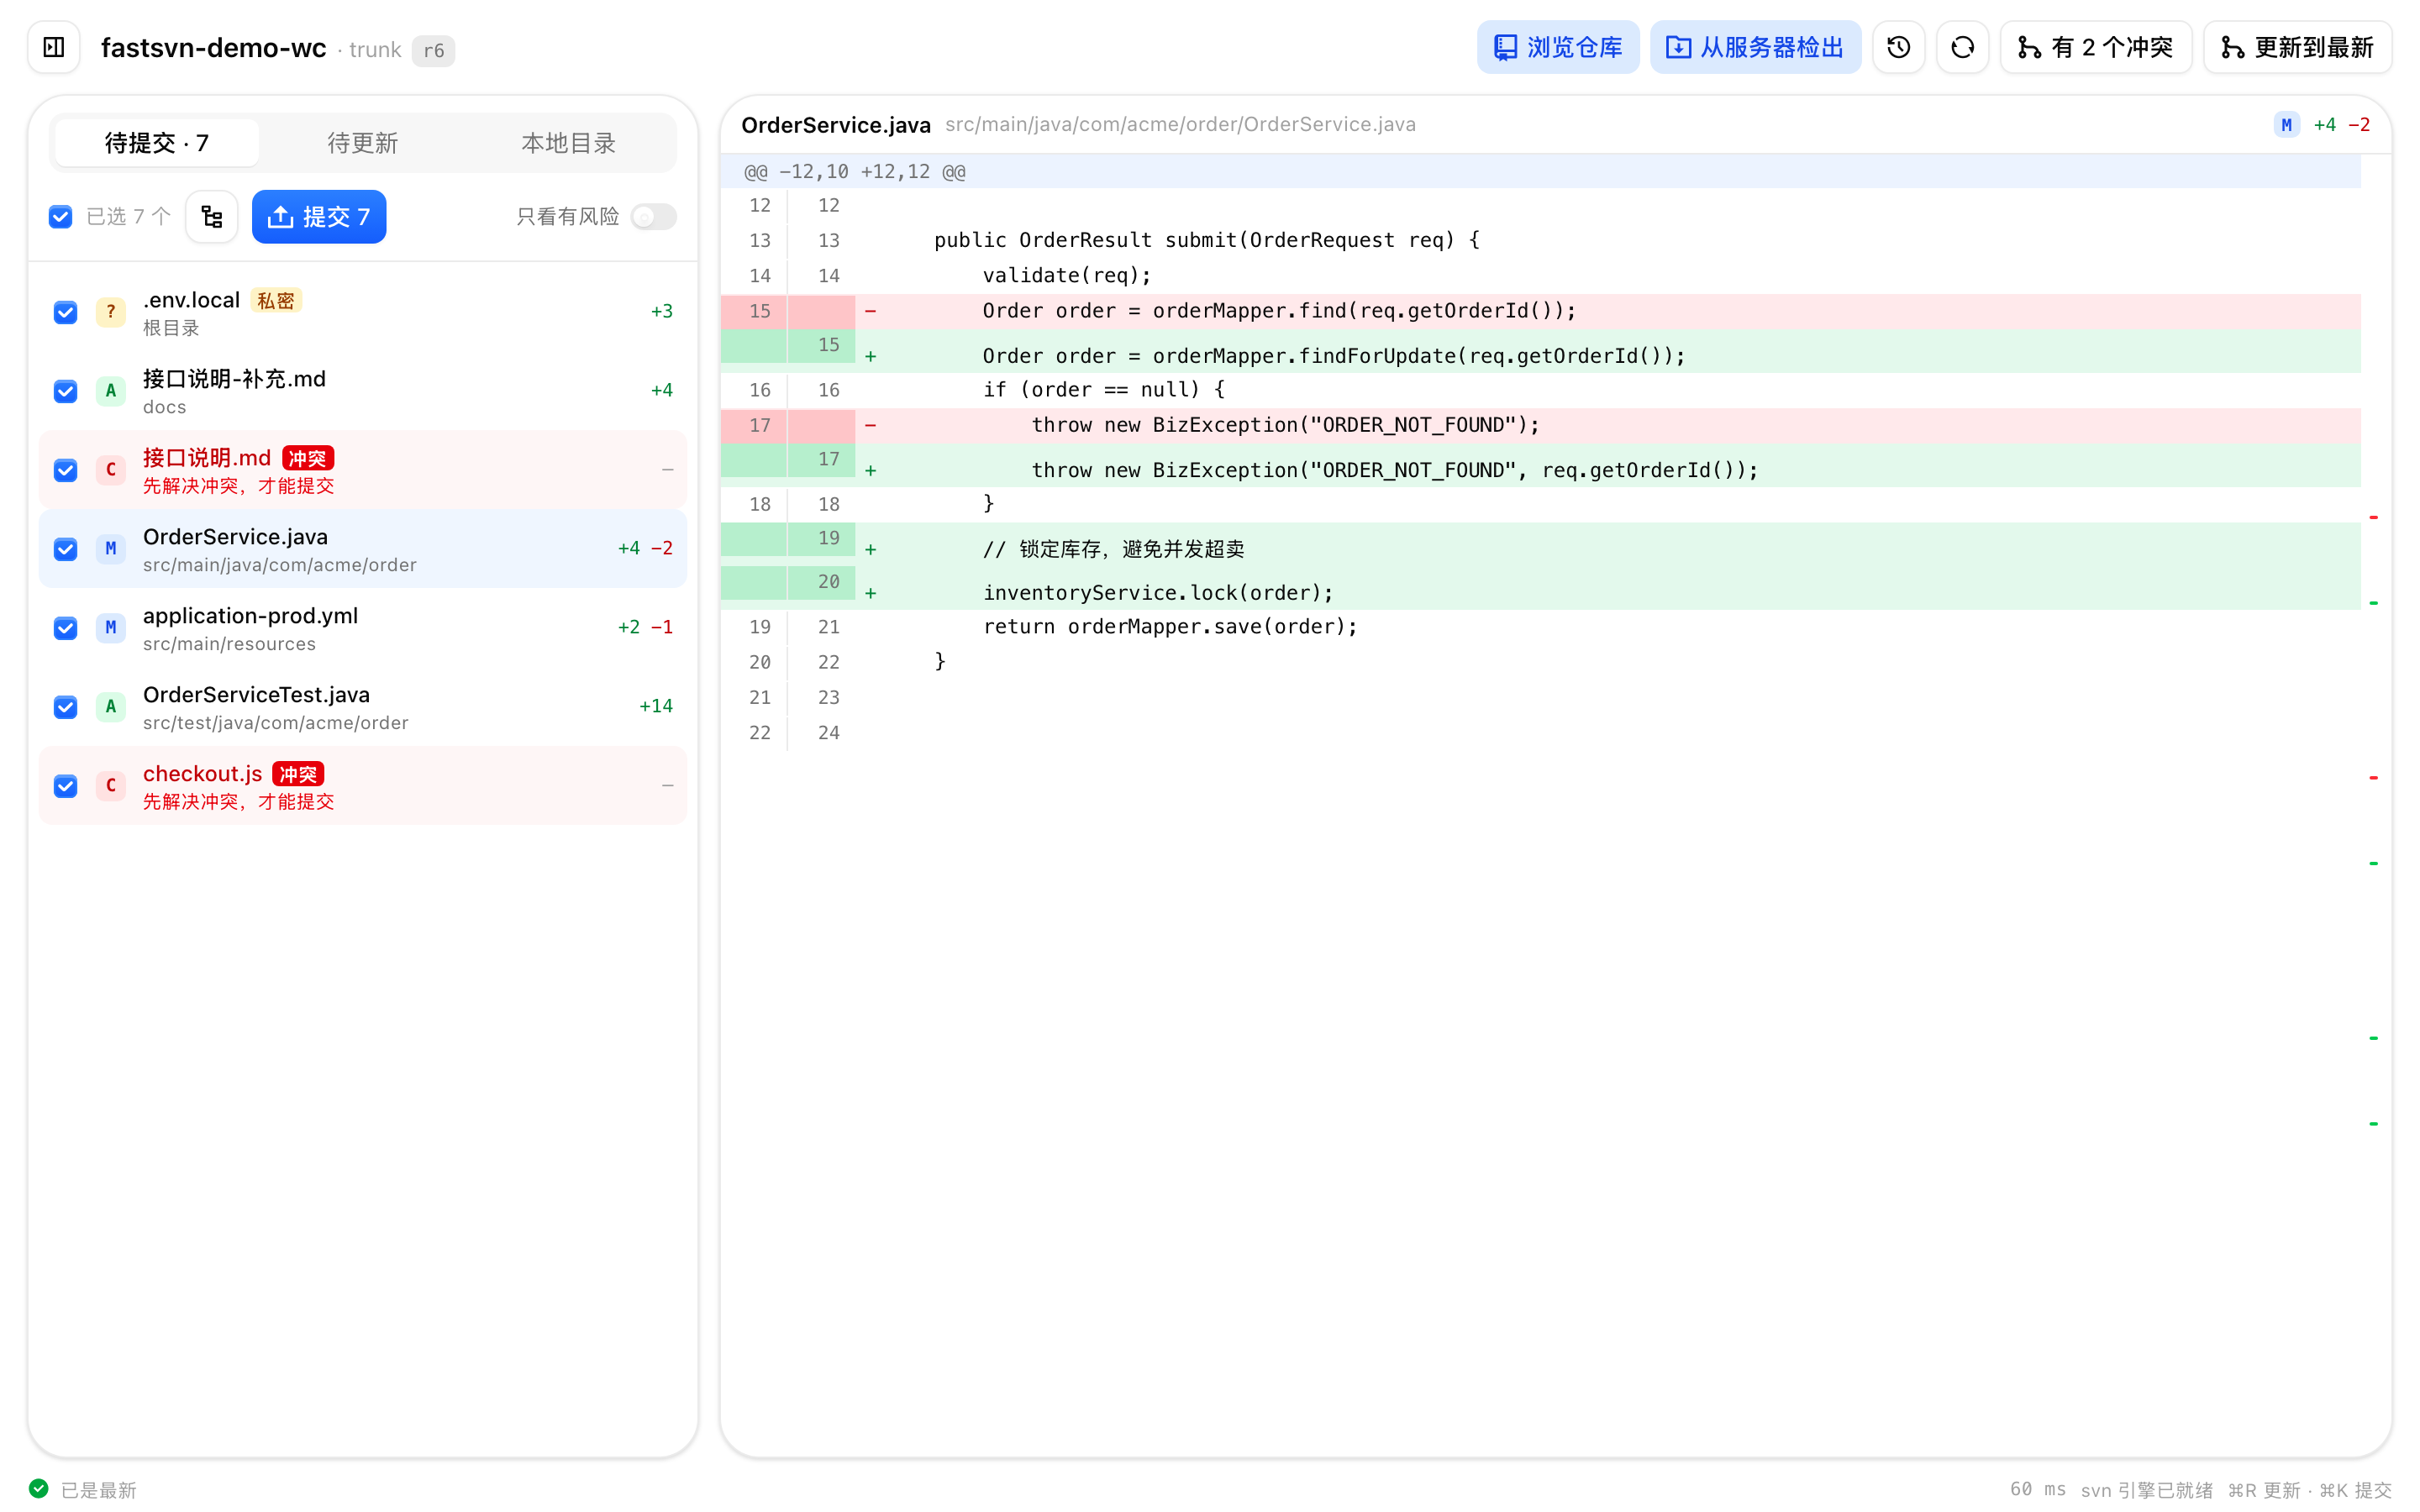 fastsvn-demo-wc · trunk r6
浏览仓库 从服务器检出 有 2 个冲突 更新到最新
待提交 · 7 待更新 本地目录
已选 7 个 提交 7 只看有风险
.env.local 私密
根目录
+3
接口说明-补充.md
docs
+4
接口说明.md 冲突
先解决冲突，才能提交
–
OrderService.java
src/main/java/com/acme/order
+4 −2
application-prod.yml
src/main/resources
+2 −1
OrderServiceTest.java
src/test/java/com/acme/order
+14
checkout.js 冲突
先解决冲突，才能提交
–
? 
A
C
M
M
A
C
OrderService.java src/main/java/com/acme/order/OrderService.java M +4 −2
@@ −12,10 +12,12 @@
12 12
13 13 public OrderResult submit(OrderRequest req) {
14 14 validate(req);
15 − Order order = orderMapper.find(req.getOrderId());
15 + Order order = orderMapper.findForUpdate(req.getOrderId());
16 16 if (order == null) {
17 − throw new BizException("ORDER_NOT_FOUND");
17 + throw new BizException("ORDER_NOT_FOUND", req.getOrderId());
18 18 }
19 + // 锁定库存，避免并发超卖
20 + inventoryService.lock(order);
19 21 return orderMapper.save(order);
20 22 }
21 23
22 24
已是最新
60 ms svn 引擎已就绪 ⌘R 更新 · ⌘K 提交